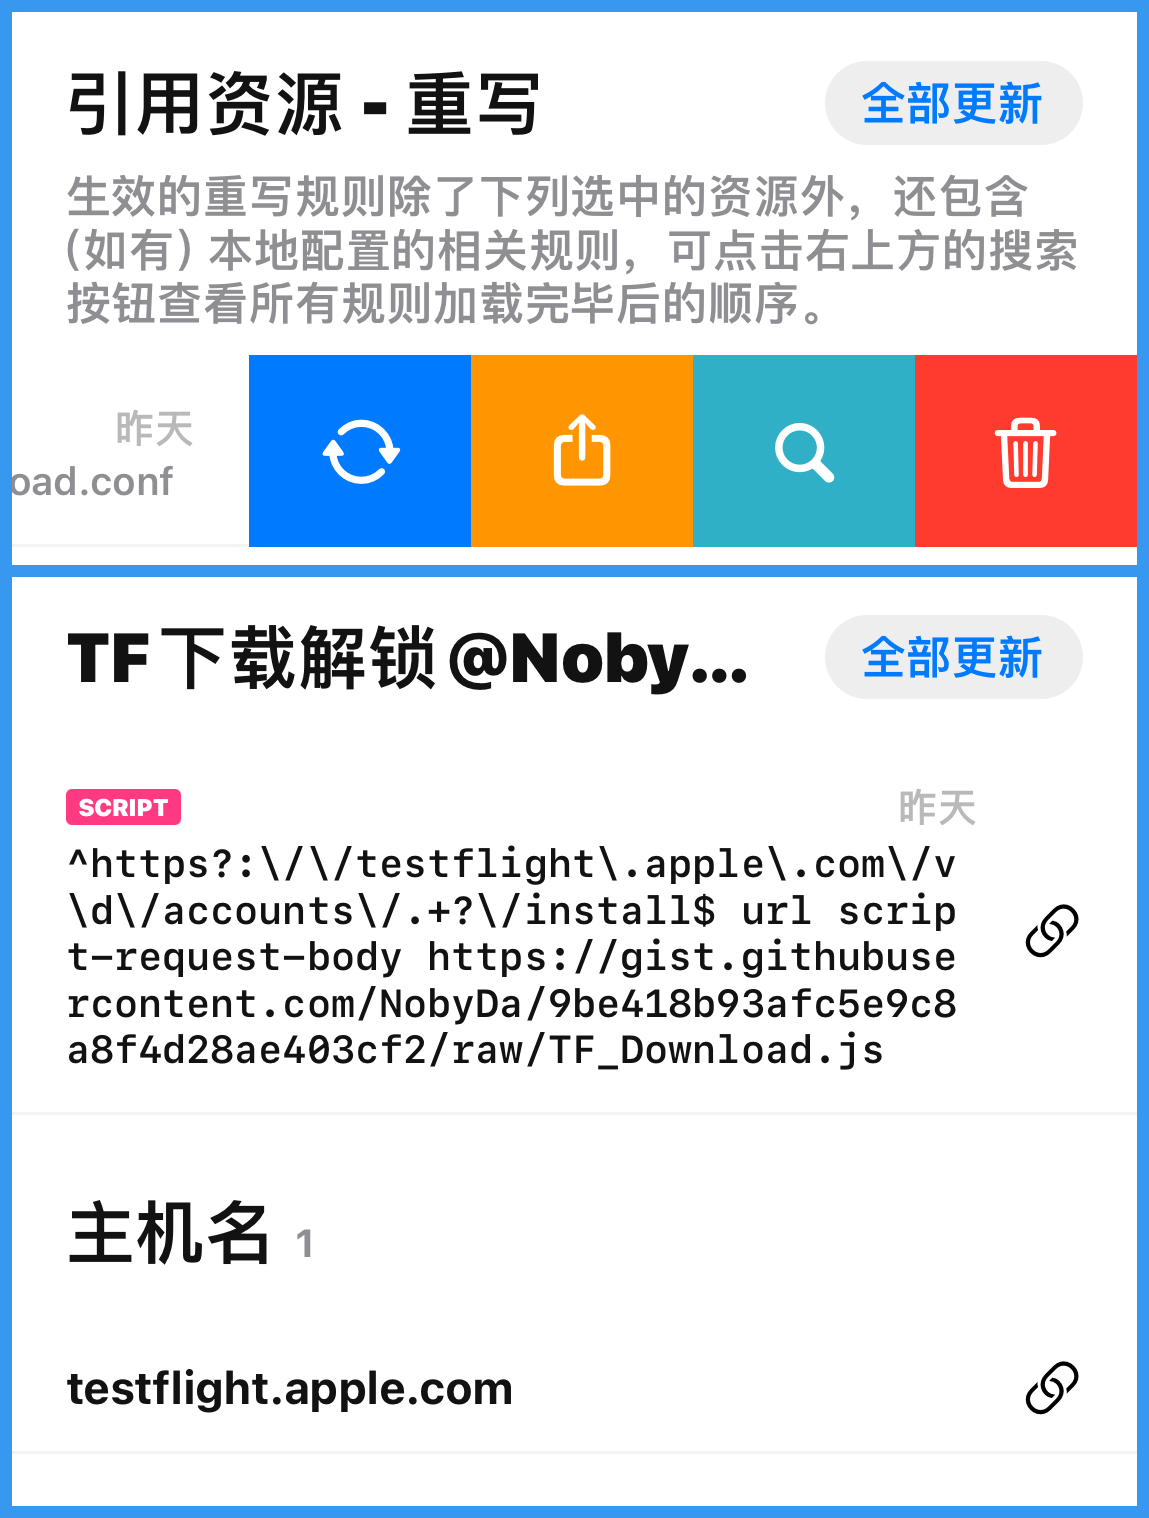 引用资源 - 重写
全部更新
生效的重写规则除了下列选中的资源外，还包含
(如有) 本地配置的相关规则，可点击右上方的搜索
按钮查看所有规则加载完毕后的顺序。
昨天
oad.conf
TF下载解锁@Noby...
全部更新
SCRIPT
昨天
^https?:\/\/testflight\.apple\.com\/v
\d\/accounts\/.+?\/install$ url scrip
t-request-body https://gist.githubuse
rcontent.com/NobyDa/9be418b93afc5e9c8
a8f4d28ae403cf2/raw/TF_Download.js
主机名 1
testflight.apple.com